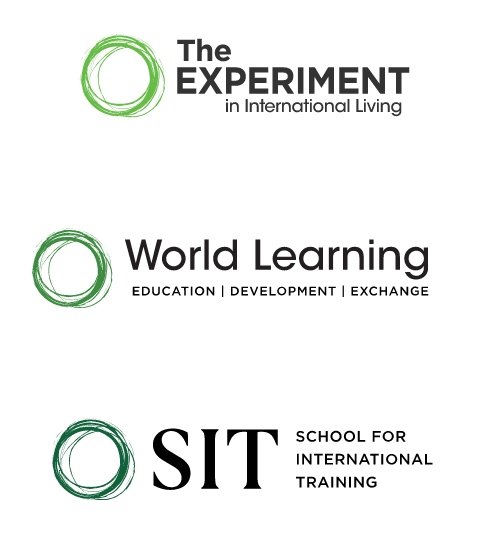 The
EXPERIMENT
in International Living
World Learning
EDUCATION | DEVELOPMENT | EXCHANGE
SIT
SCHOOL FOR
INTERNATIONAL
TRAINING